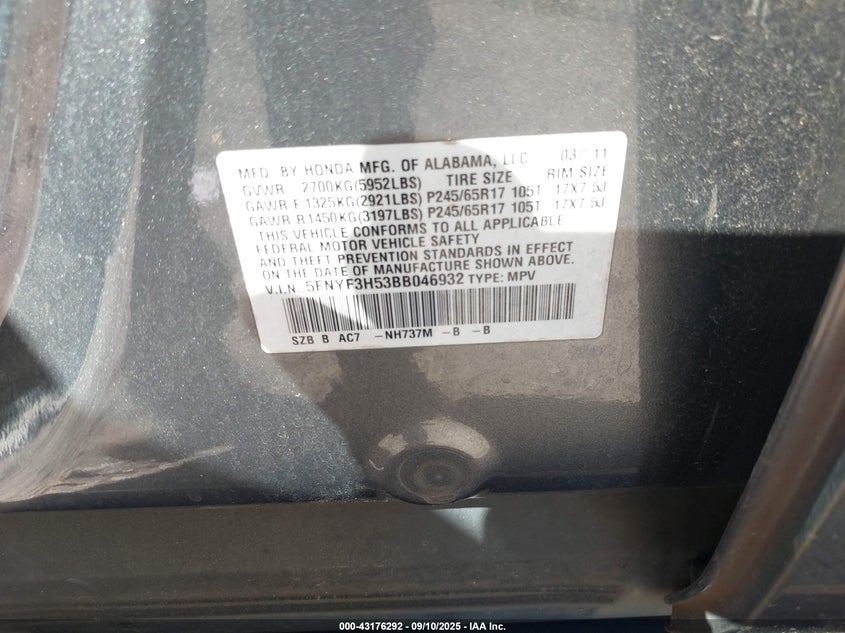 MFD. BY HONDA MFG. OF ALABAMA, LLC 03/11
GVWR 2700KG(5952LBS) TIRE SIZE RIM SIZE
GAWR F 1325KG(2921LBS) P245/65R17 105T 17X7.5J
GAWR R1450KG(3197LBS) P245/65R17 105T 17X7.5J
THIS VEHICLE CONFORMS TO ALL APPLICABLE
FEDERAL MOTOR VEHICLE SAFETY
AND THEFT PREVENTION STANDARDS IN EFFECT
ON THE DATE OF MANUFACTURE SHOWN ABOVE.
V.I.N. 5FNYF3H53BB046932 TYPE: MPV
SZB B AC7 -NH737M -B -B
000-43176292 - 09/10/2025 - IAA Inc.